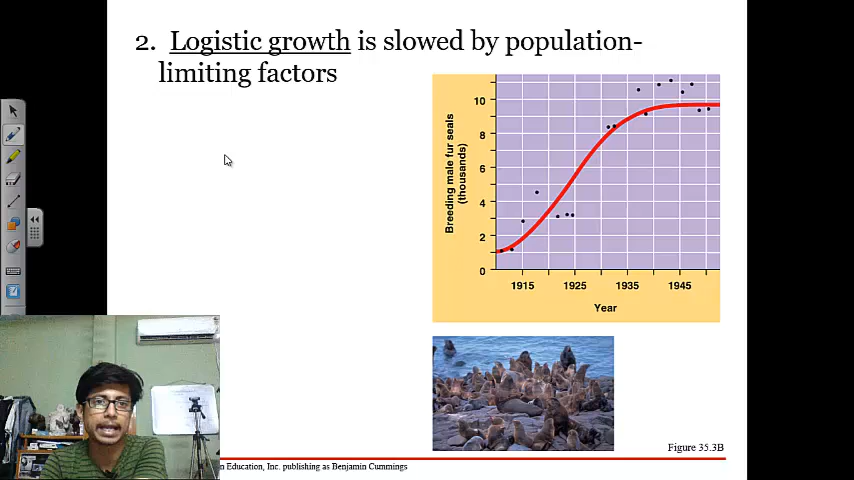 2. Logistic growth is slowed by population-
limiting factors
Breeding male fur seals
(thousands)
10
8
6
4
2
0
1915 1925 1935 1945
Year
Figure 35.3B
n Education, Inc. publishing as Benjamin Cummings